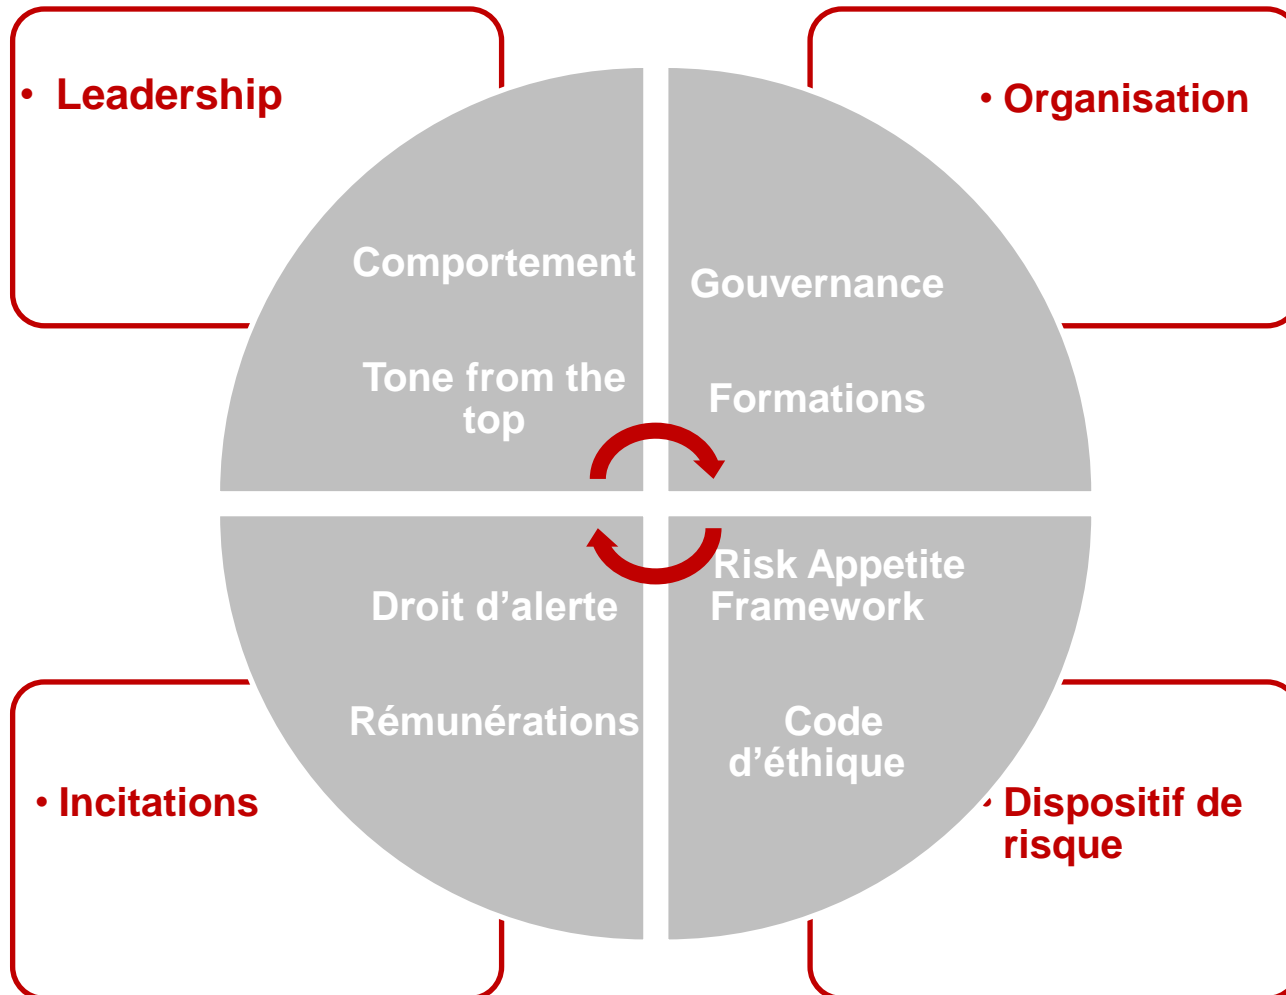 • Leadership
• Organisation
Comportement
Tone from the
top
Gouvernance
Formations
Droit d’alerte
Rémunérations
Risk Appetite
Framework
Code
d’éthique
• Incitations
• Dispositif de
risque